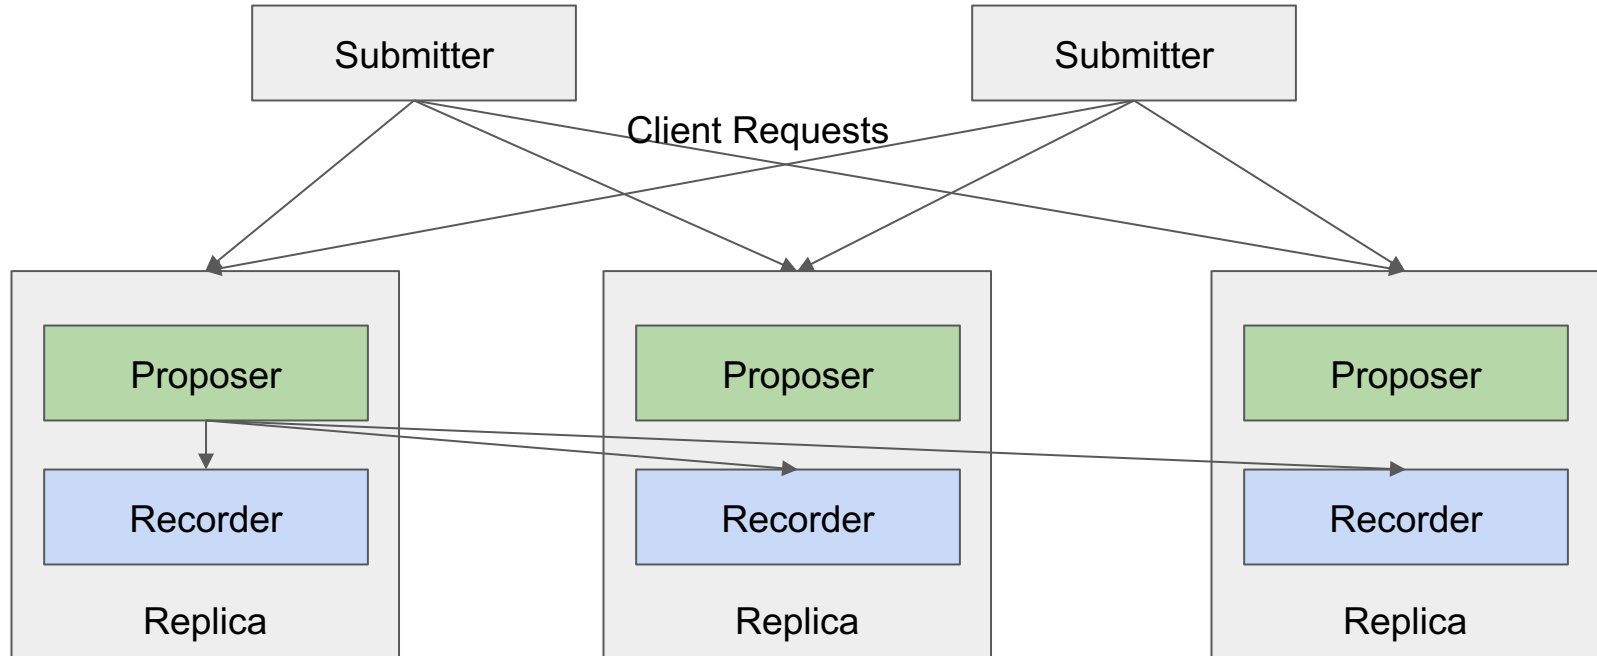 Submitter
Submitter
Client Requests
Proposer
Proposer
Proposer
Recorder
Recorder
Recorder
Replica
Replica
Replica